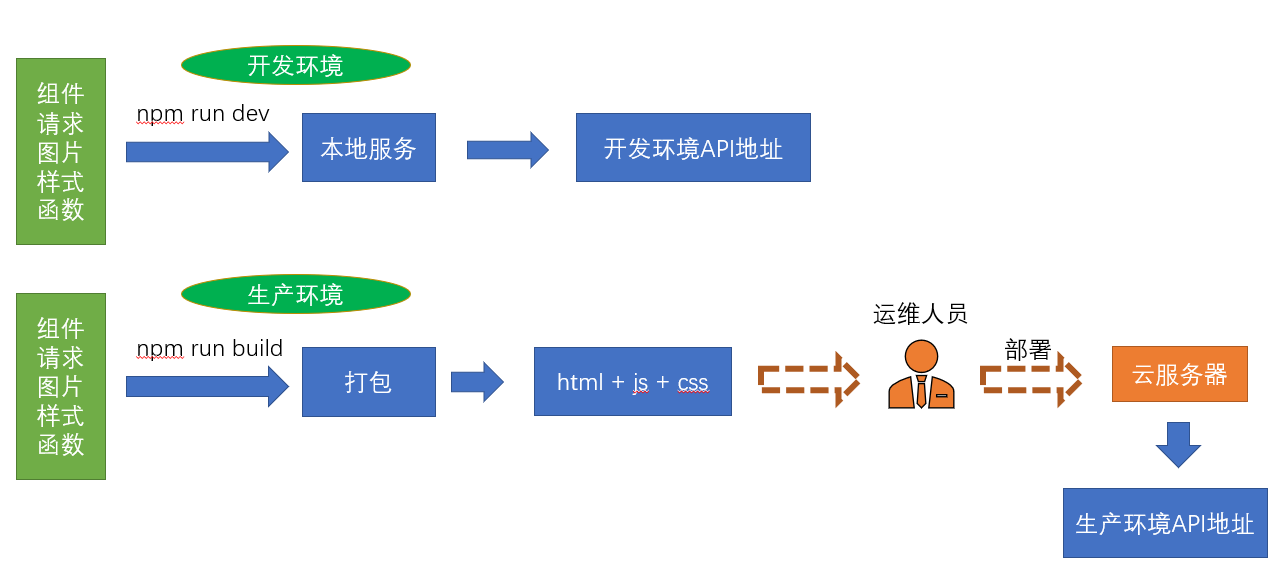 开发环境
组件
请求
图片
样式
函数
npm run dev
本地服务
开发环境API地址
生产环境
组件
请求
图片
样式
函数
npm run build
打包
html + js + css
运维人员
部署
云服务器
生产环境API地址